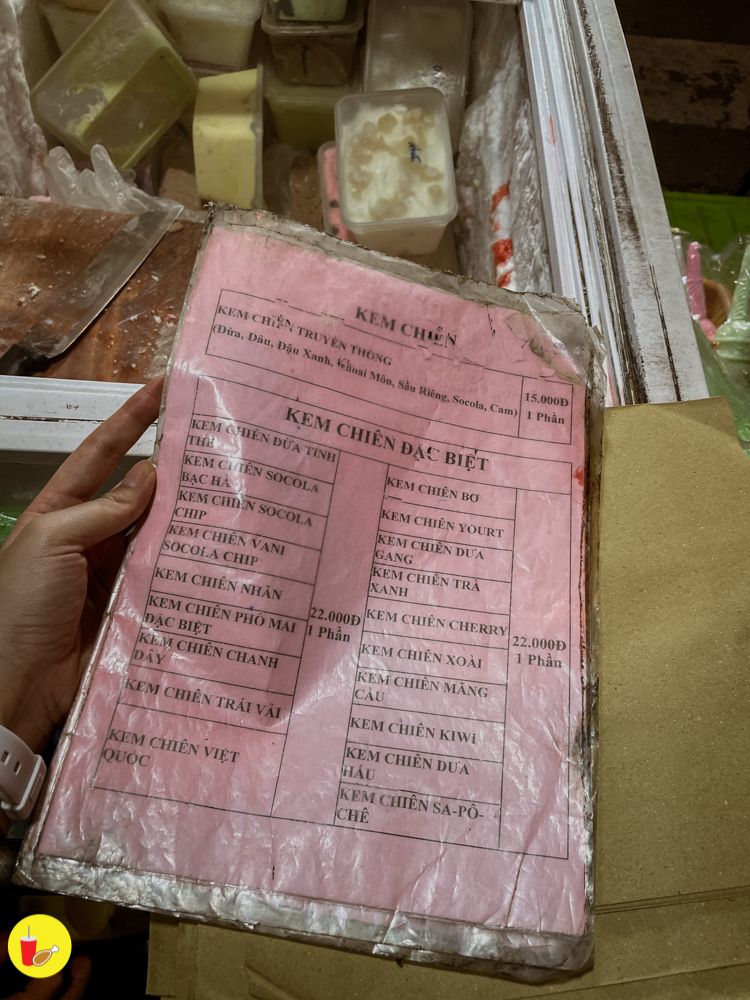 KEM CHIÊN
KEM CHIÊN TRUYỀN THỐNG
(Dừa, Dâu, Đậu Xanh, Khoai Môn, Sầu Riêng, Socola, Cam)
15.000Đ
1 Phần
KEM CHIÊN ĐẶC BIỆT
KEM CHIÊN DỪA TINH
THỂ
KEM CHIÊN SOCOLA
BẠC HÀ
KEM CHIÊN SOCOLA
CHIP
KEM CHIÊN VANI
SOCOLA CHIP
KEM CHIÊN NHÃN
KEM CHIÊN PHÔ MAI
ĐẶC BIỆT
KEM CHIÊN CHANH
DÂY
KEM CHIÊN TRÁI VẢI
KEM CHIÊN VIỆT
QUỐC
22.000Đ
1 Phần
KEM CHIÊN BƠ
KEM CHIÊN YOURT
KEM CHIÊN DƯA
GANG
KEM CHIÊN TRÀ
XANH
KEM CHIÊN CHERRY
KEM CHIÊN XOÀI
KEM CHIÊN MÃNG
CẦU
KEM CHIÊN KIWI
KEM CHIÊN DƯA
HẤU
KEM CHIÊN SA-PÔ-
CHÊ
22.000Đ
1 Phần